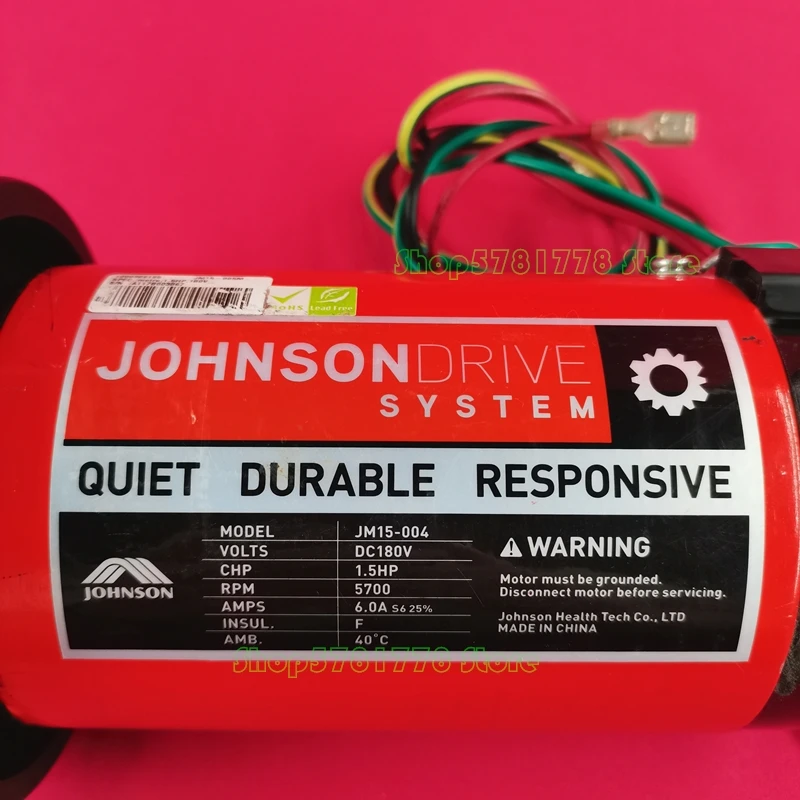 Shop5781778 Store
RoHS
Lead Free
JOHNSONDRIVE
SYSTEM
QUIET DURABLE RESPONSIVE
JOHNSON
MODEL JM15-004
VOLTS DC180V
CHP 1.5HP
RPM 5700
AMPS 6.0A S6 25%
INSUL. F
AMB. 40°C
WARNING
Motor must be grounded.
Disconnect motor before servicing.
Johnson Health Tech Co., LTD
MADE IN CHINA
Shop5781778 Store